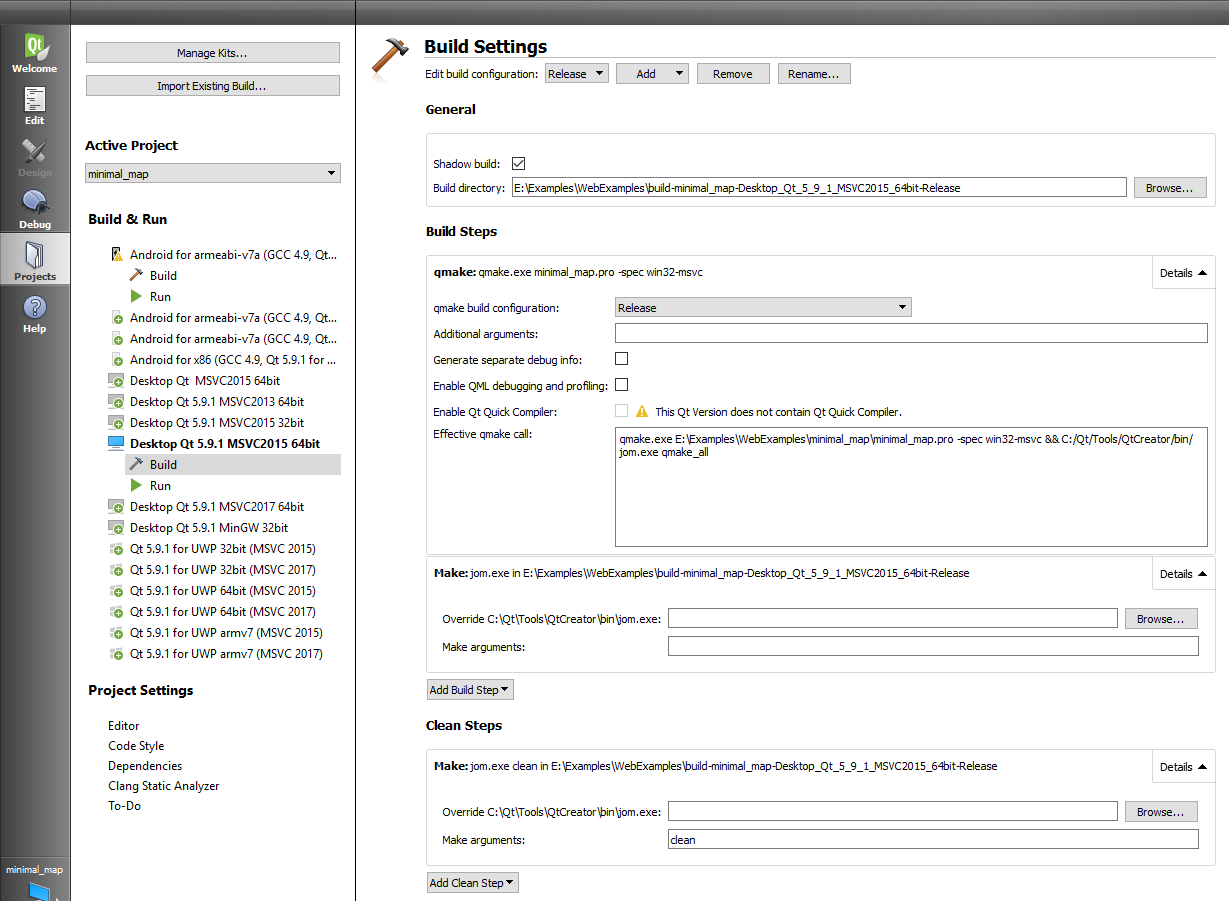 Welcome
Edit
Design
Debug
Projects
Help
minimal_map
Manage Kits...
Import Existing Build...
Active Project
minimal_map
Build & Run
Android for armeabi-v7a (GCC 4.9, Qt...
Build
Run
Android for armeabi-v7a (GCC 4.9, Qt...
Android for armeabi-v7a (GCC 4.9, Qt...
Android for x86 (GCC 4.9, Qt 5.9.1 for ...
Desktop Qt  MSVC2015 64bit
Desktop Qt 5.9.1 MSVC2013 64bit
Desktop Qt 5.9.1 MSVC2015 32bit
Desktop Qt 5.9.1 MSVC2015 64bit
Build
Run
Desktop Qt 5.9.1 MSVC2017 64bit
Desktop Qt 5.9.1 MinGW 32bit
Qt 5.9.1 for UWP 32bit (MSVC 2015)
Qt 5.9.1 for UWP 32bit (MSVC 2017)
Qt 5.9.1 for UWP 64bit (MSVC 2015)
Qt 5.9.1 for UWP 64bit (MSVC 2017)
Qt 5.9.1 for UWP armv7 (MSVC 2015)
Qt 5.9.1 for UWP armv7 (MSVC 2017)
Project Settings
Editor
Code Style
Dependencies
Clang Static Analyzer
To-Do
Build Settings
Edit build configuration: Release Add Remove Rename...
General
Shadow build:
Build directory: E:\Examples\WebExamples\build-minimal_map-Desktop_Qt_5_9_1_MSVC2015_64bit-Release Browse...
Build Steps
qmake: qmake.exe minimal_map.pro -spec win32-msvc Details
qmake build configuration: Release
Additional arguments:
Generate separate debug info:
Enable QML debugging and profiling:
Enable Qt Quick Compiler: This Qt Version does not contain Qt Quick Compiler.
Effective qmake call: qmake.exe E:\Examples\WebExamples\minimal_map\minimal_map.pro -spec win32-msvc && C:/Qt/Tools/QtCreator/bin/
jom.exe qmake_all
Make: jom.exe in E:\Examples\WebExamples\build-minimal_map-Desktop_Qt_5_9_1_MSVC2015_64bit-Release Details
Override C:\Qt\Tools\QtCreator\bin\jom.exe: Browse...
Make arguments:
Add Build Step
Clean Steps
Make: jom.exe clean in E:\Examples\WebExamples\build-minimal_map-Desktop_Qt_5_9_1_MSVC2015_64bit-Release Details
Override C:\Qt\Tools\QtCreator\bin\jom.exe: Browse...
Make arguments: clean
Add Clean Step